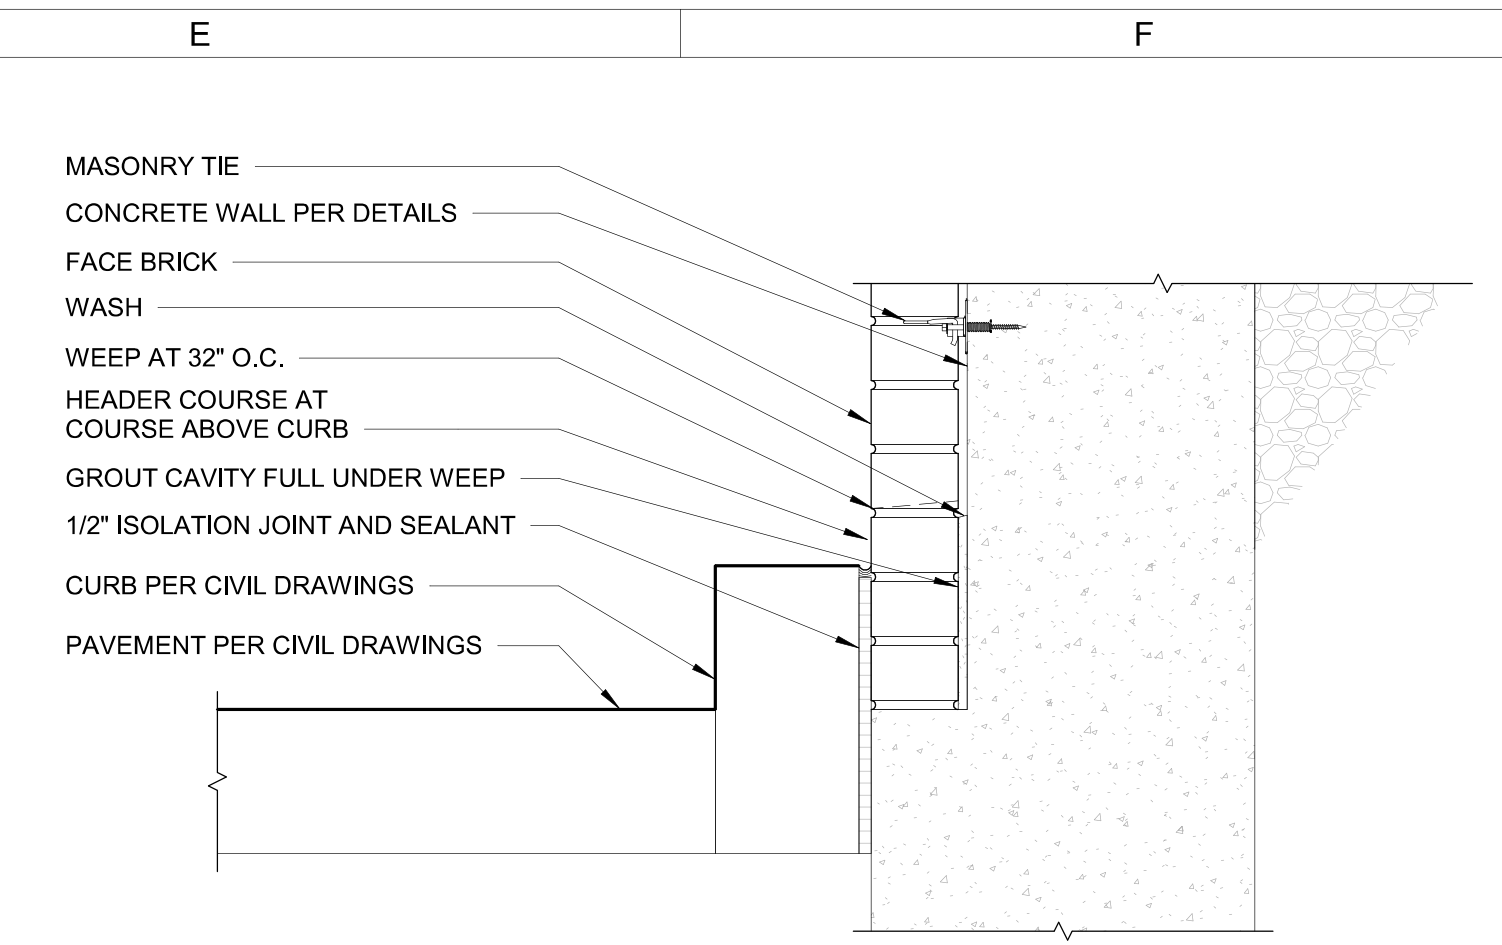 E
F
MASONRY TIE
CONCRETE WALL PER DETAILS
FACE BRICK
WASH
WEEP AT 32" O.C.
HEADER COURSE AT
COURSE ABOVE CURB
GROUT CAVITY FULL UNDER WEEP
1/2" ISOLATION JOINT AND SEALANT
CURB PER CIVIL DRAWINGS
PAVEMENT PER CIVIL DRAWINGS